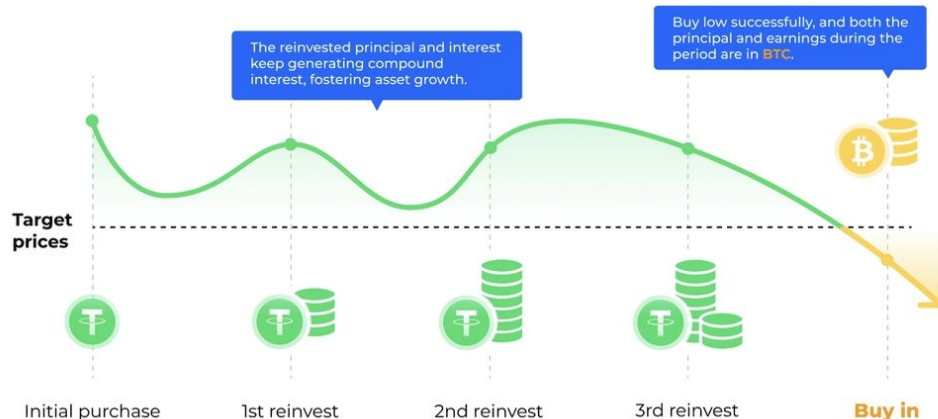 The reinvested principal and interest
keep generating compound
interest, fostering asset growth.
Buy low successfully, and both the
principal and earnings during the
period are in BTC.
Target
prices
Initial purchase
1st reinvest
2nd reinvest
3rd reinvest
Buy in